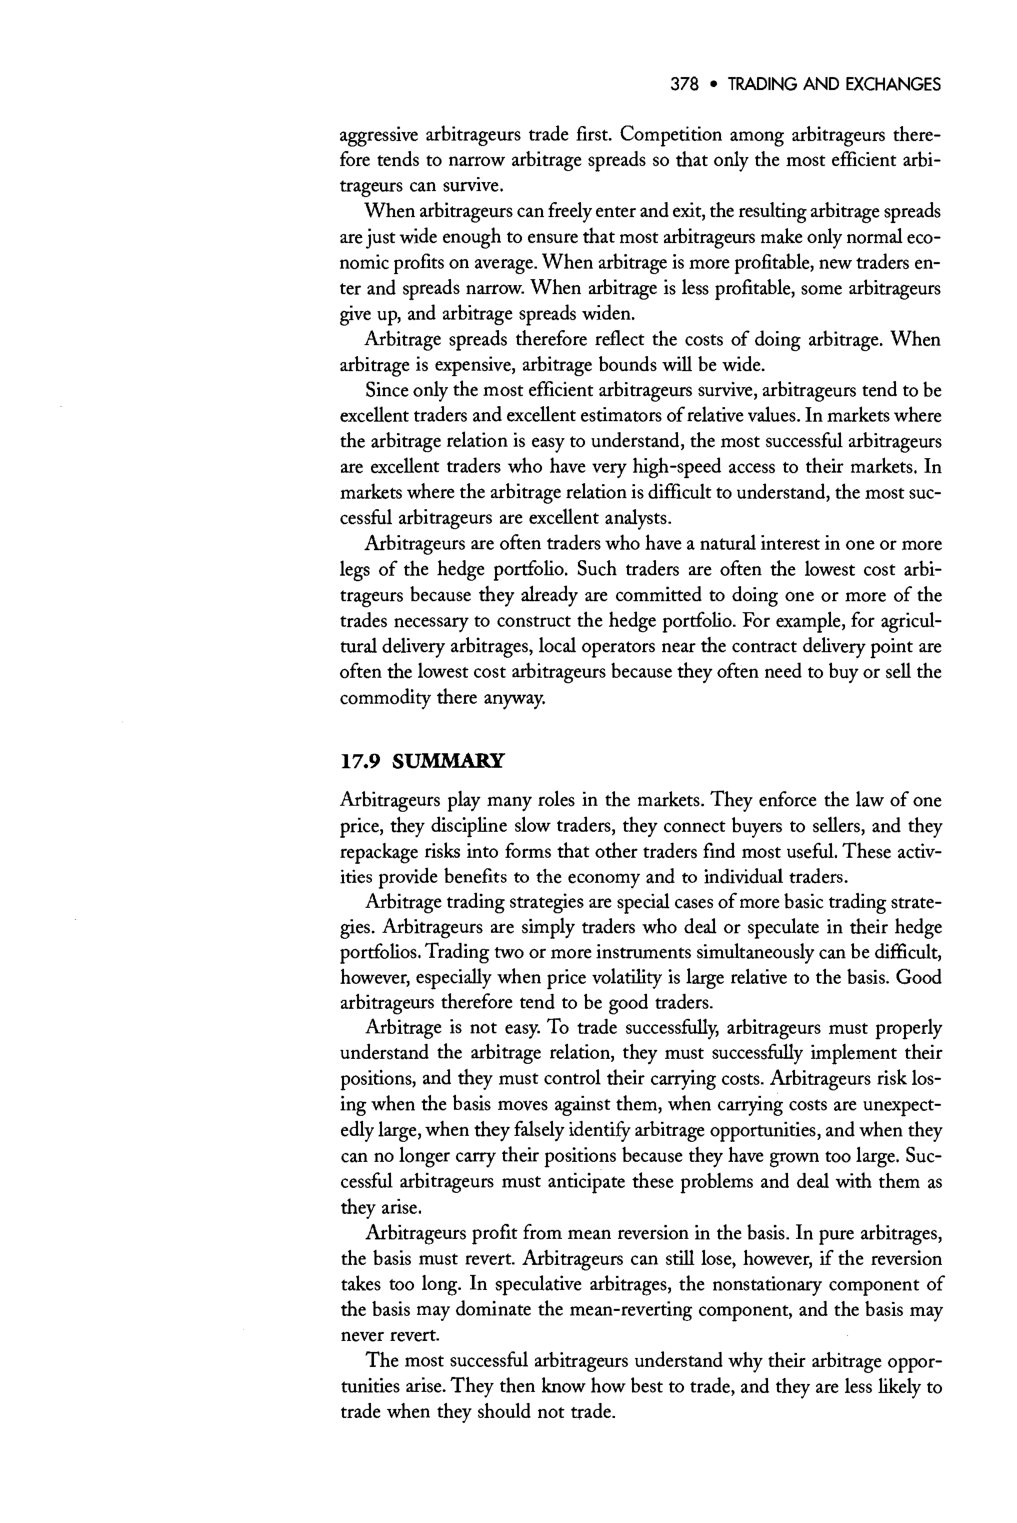 378 • TRADING AND EXCHANGES
aggressive arbitrageurs trade first. Competition among arbitrageurs there-
fore tends to narrow arbitrage spreads so that only the most efficient arbi-
trageurs can survive.
When arbitrageurs can freely enter and exit, the resulting arbitrage spreads
are just wide enough to ensure that most arbitrageurs make only normal eco-
nomic profits on average. When arbitrage is more profitable, new traders en-
ter and spreads narrow. When arbitrage is less profitable, some arbitrageurs
give up, and arbitrage spreads widen.
Arbitrage spreads therefore reflect the costs of doing arbitrage. When
arbitrage is expensive, arbitrage bounds will be wide.
Since only the most efficient arbitrageurs survive, arbitrageurs tend to be
excellent traders and excellent estimators of relative values. In markets where
the arbitrage relation is easy to understand, the most successful arbitrageurs
are excellent traders who have very high-speed access to their markets. In
markets where the arbitrage relation is difficult to understand, the most suc-
cessful arbitrageurs are excellent analysts.
Arbitrageurs are often traders who have a natural interest in one or more
legs of the hedge portfolio. Such traders are often the lowest cost arbi-
trageurs because they already are committed to doing one or more of the
trades necessary to construct the hedge portfolio. For example, for agricul-
tural delivery arbitrages, local operators near the contract delivery point are
often the lowest cost arbitrageurs because they often need to buy or sell the
commodity there anyway.
17.9 SUMMARY
Arbitrageurs play many roles in the markets. They enforce the law of one
price, they discipline slow traders, they connect buyers to sellers, and they
repackage risks into forms that other traders find most useful. These activ-
ities provide benefits to the economy and to individual traders.
Arbitrage trading strategies are special cases of more basic trading strate-
gies. Arbitrageurs are simply traders who deal or speculate in their hedge
portfolios. Trading two or more instruments simultaneously can be difficult,
however, especially when price volatility is large relative to the basis. Good
arbitrageurs therefore tend to be good traders.
Arbitrage is not easy. To trade successfully, arbitrageurs must properly
understand the arbitrage relation, they must successfully implement their
positions, and they must control their carrying costs. Arbitrageurs risk los-
ing when the basis moves against them, when carrying costs are unexpect-
edly large, when they falsely identify arbitrage opportunities, and when they
can no longer carry their positions because they have grown too large. Suc-
cessful arbitrageurs must anticipate these problems and deal with them as
they arise.
Arbitrageurs profit from mean reversion in the basis. In pure arbitrages,
the basis must revert. Arbitrageurs can still lose, however, if the reversion
takes too long. In speculative arbitrages, the nonstationary component of
the basis may dominate the mean-reverting component, and the basis may
never revert.
The most successful arbitrageurs understand why their arbitrage oppor-
tunities arise. They then know how best to trade, and they are less likely to
trade when they should not trade.